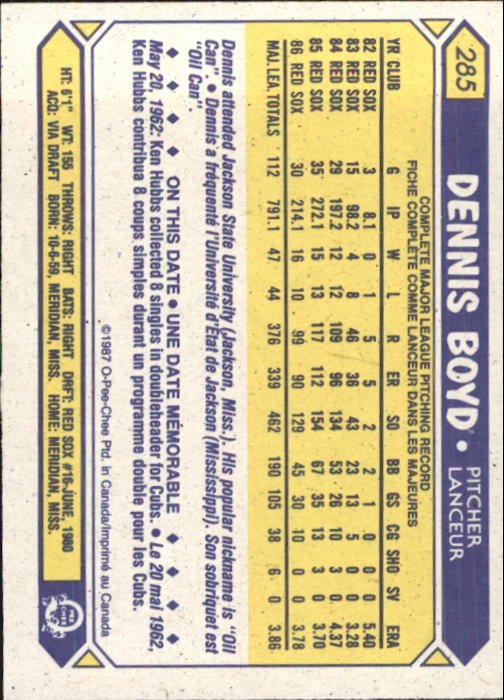 285
DENNIS BOYD •
PITCHER
LANCEUR
COMPLETE MAJOR LEAGUE PITCHING RECORD
FICHE COMPLÈTE COMME LANCEUR DANS LES MAJEURES
YR CLUB G IP W L R ER SO BB GS CG SHO SV ERA
82 RED SOX 3 8.1 0 1 5 5 2 2 1 0 0 0 5.40
83 RED SOX 15 98.2 4 8 46 36 43 23 13 5 0 0 3.28
84 RED SOX 29 197.2 12 12 109 96 134 53 26 10 3 0 4.37
85 RED SOX 35 272.1 15 13 117 112 154 67 35 13 3 0 3.70
86 RED SOX 30 214.1 16 10 99 90 129 45 30 10 0 0 3.78
MAJ. LEA. TOTALS 112 791.1 47 44 376 339 462 190 105 38 6 0 3.86
Dennis attended Jackson State University (Jackson, Miss.). His popular nickname is "Oil
Can". • Dennis a fréquenté l'Université d'État de Jackson (Mississippi). Son sobriquet est
"Oil Can".
ON THIS DATE • UNE DATE MÉMORABLE
May 20, 1962: Ken Hubbs collected 8 singles in doubleheader for Cubs. • Le 20 mai 1962,
Ken Hubbs contribua 8 coups simples durant un programme double pour les Cubs.
©1987 O-Pee-Chee Ptd. in Canada/Imprimé au Canada
HT: 6'1" WT: 155 THROWS: RIGHT BATS: RIGHT DRFT: RED SOX #16-JUNE, 1980
ACQ: VIA DRAFT BORN: 10-6-59, MERIDIAN, MISS. HOME: MERIDIAN, MISS.
O
PEE
CHEE